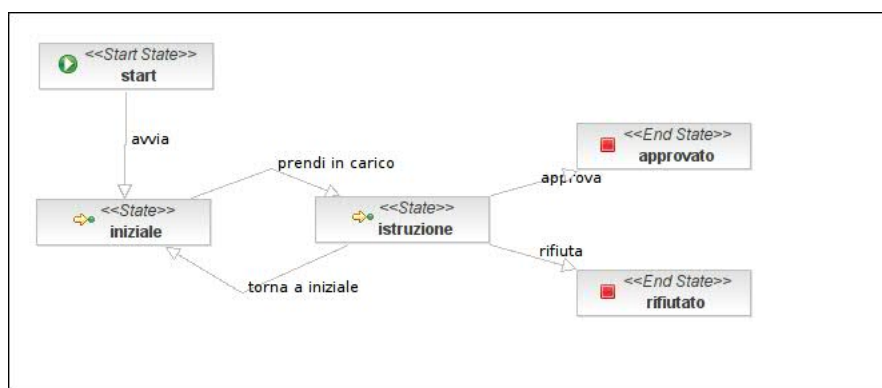 <<Start State>>
start
avvia
prendi in carico
<<End State>>
approvato
approva
<<State>>
iniziale
<<State>>
istruzione
rifiuta
torna a iniziale
<<End State>>
rifiutato